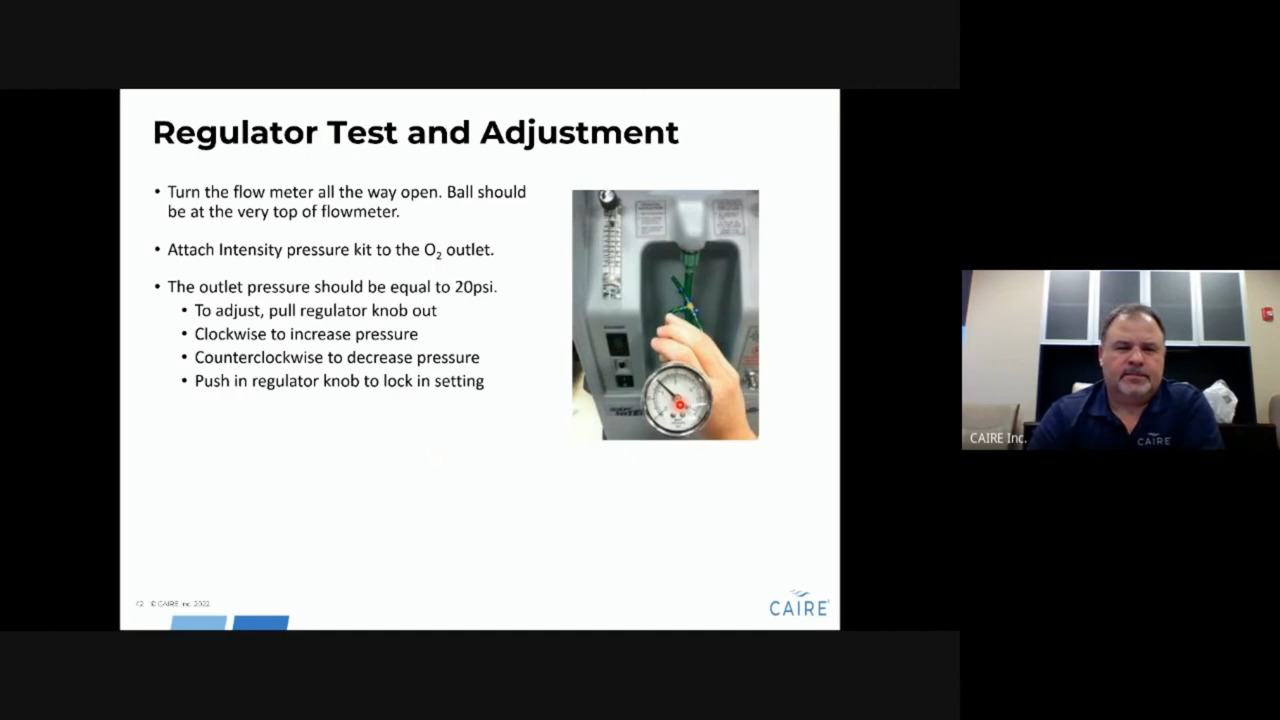 Regulator Test and Adjustment
• Turn the flow meter all the way open. Ball should
be at the very top of flowmeter.
• Attach Intensity pressure kit to the O₂ outlet.
• The outlet pressure should be equal to 20psi.
• To adjust, pull regulator knob out
• Clockwise to increase pressure
• Counterclockwise to decrease pressure
• Push in regulator knob to lock in setting
© CAIRE Inc. 2022
CAIRE
CAIRE
CAIRE Inc.